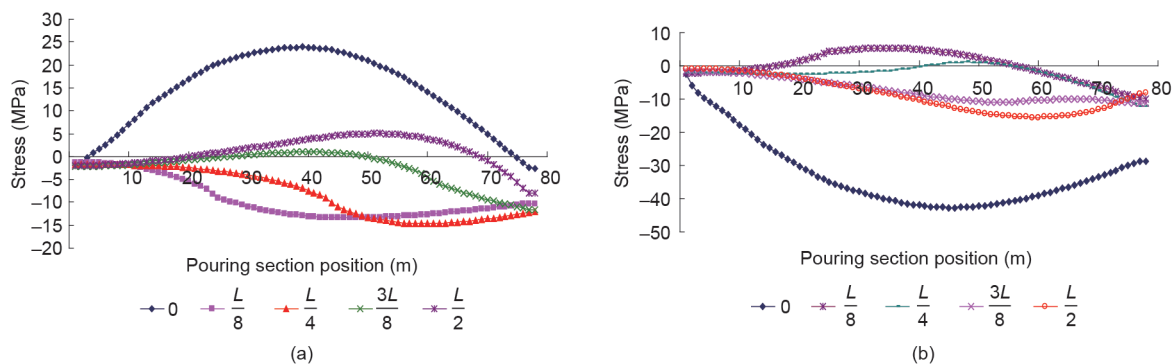 30
25
20
15
10
5
0
–5
–10
–15
–20
Stress (MPa)
10 20 30 40 50 60 70 80
Pouring section position (m)
0 L/8 L/4 3L/8 L/2
(a)
10
0
–10
–20
–30
–40
–50
Stress (MPa)
10 20 30 40 50 60 70 80
Pouring section position (m)
0 L/8 L/4 3L/8 L/2
(b)